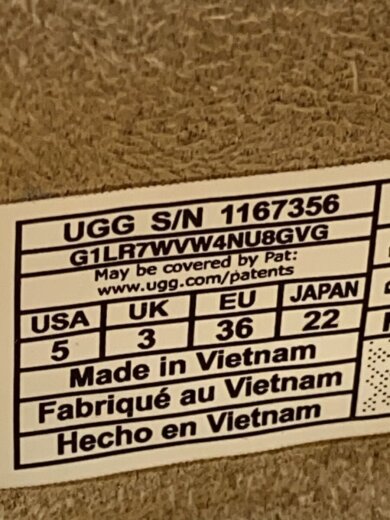 UGG S/N 1167356
G1LR7WVW4NU8GVG
May be covered by Pat:
www.ugg.com/patents
USA UK EU JAPAN
5 3 36 22
Made in Vietnam
Fabriqué au Vietnam
Hecho en Vietnam